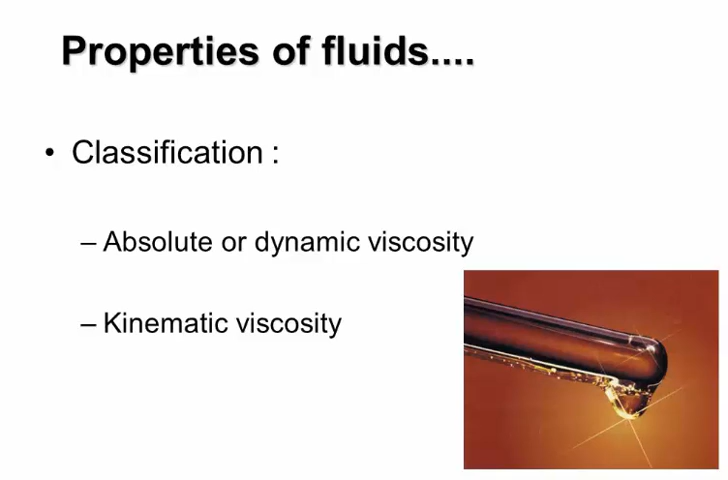 Properties of fluids....
• Classification :
– Absolute or dynamic viscosity
– Kinematic viscosity